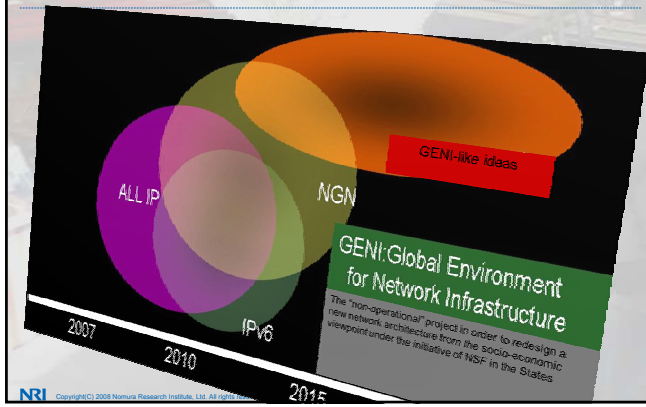 GENI-like ideas
ALL IP
NGN
GENI:Global Environment
for Network Infrastructure
The "non-operational" project in order to redesign a
new network architecture from the socio-economic
viewpoint under the initiative of NSF in the States
IPv6
2007
2010
2015
NRI Copyright(C) 2008 Nomura Research Institute, Ltd. All rights